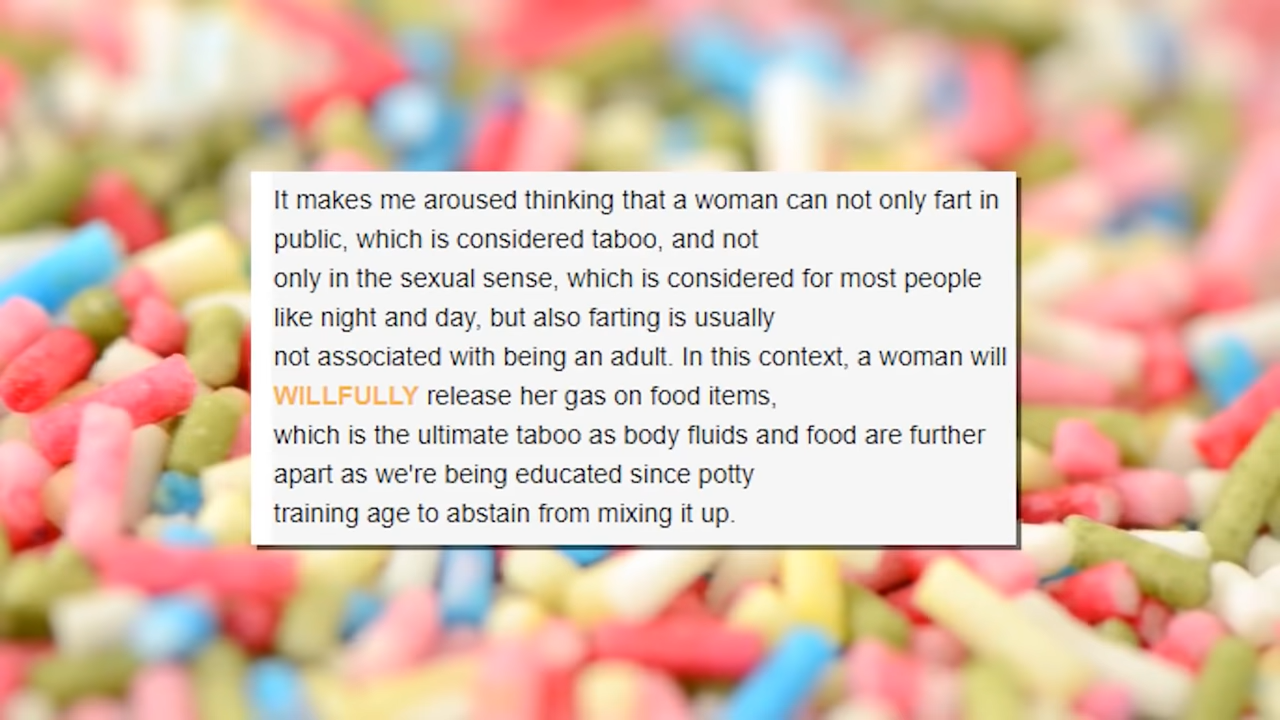 It makes me aroused thinking that a woman can not only fart in
public, which is considered taboo, and not
only in the sexual sense, which is considered for most people
like night and day, but also farting is usually
not associated with being an adult. In this context, a woman will
WILLFULLY release her gas on food items,
which is the ultimate taboo as body fluids and food are further
apart as we're being educated since potty
training age to abstain from mixing it up.